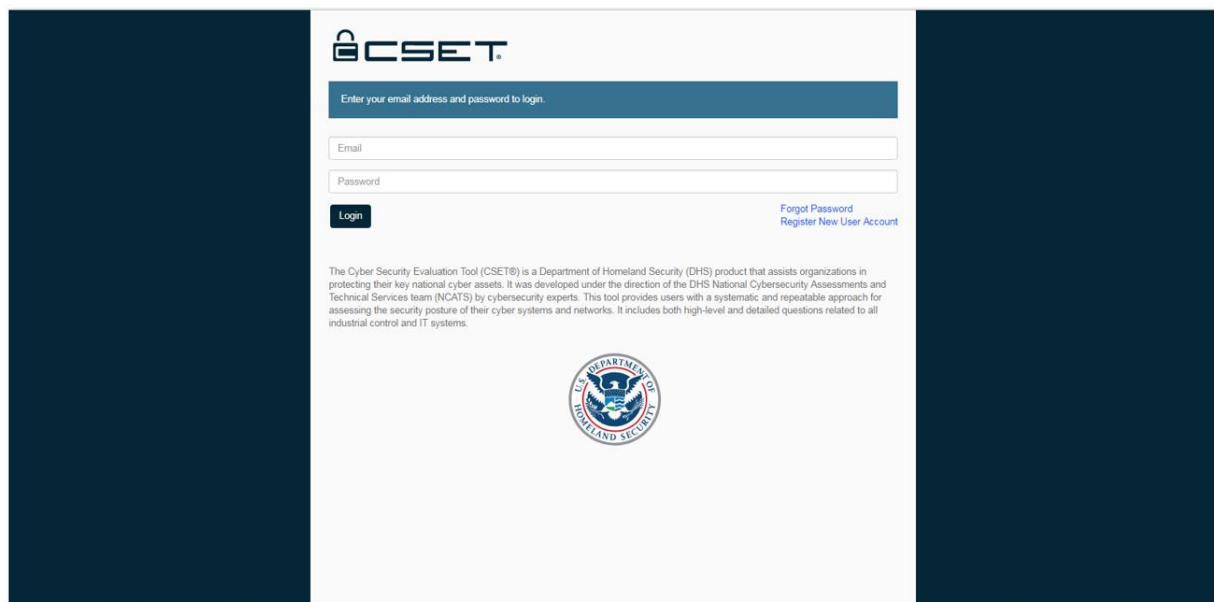 CSET®
Enter your email address and password to login.
Email
Password
Login
Forgot Password
Register New User Account
The Cyber Security Evaluation Tool (CSET®) is a Department of Homeland Security (DHS) product that assists organizations in
protecting their key national cyber assets. It was developed under the direction of the DHS National Cybersecurity Assessments and
Technical Services team (NCATS) by cybersecurity experts. This tool provides users with a systematic and repeatable approach for
assessing the security posture of their cyber systems and networks. It includes both high-level and detailed questions related to all
industrial control and IT systems.
U.S. DEPARTMENT OF
HOMELAND SECURITY